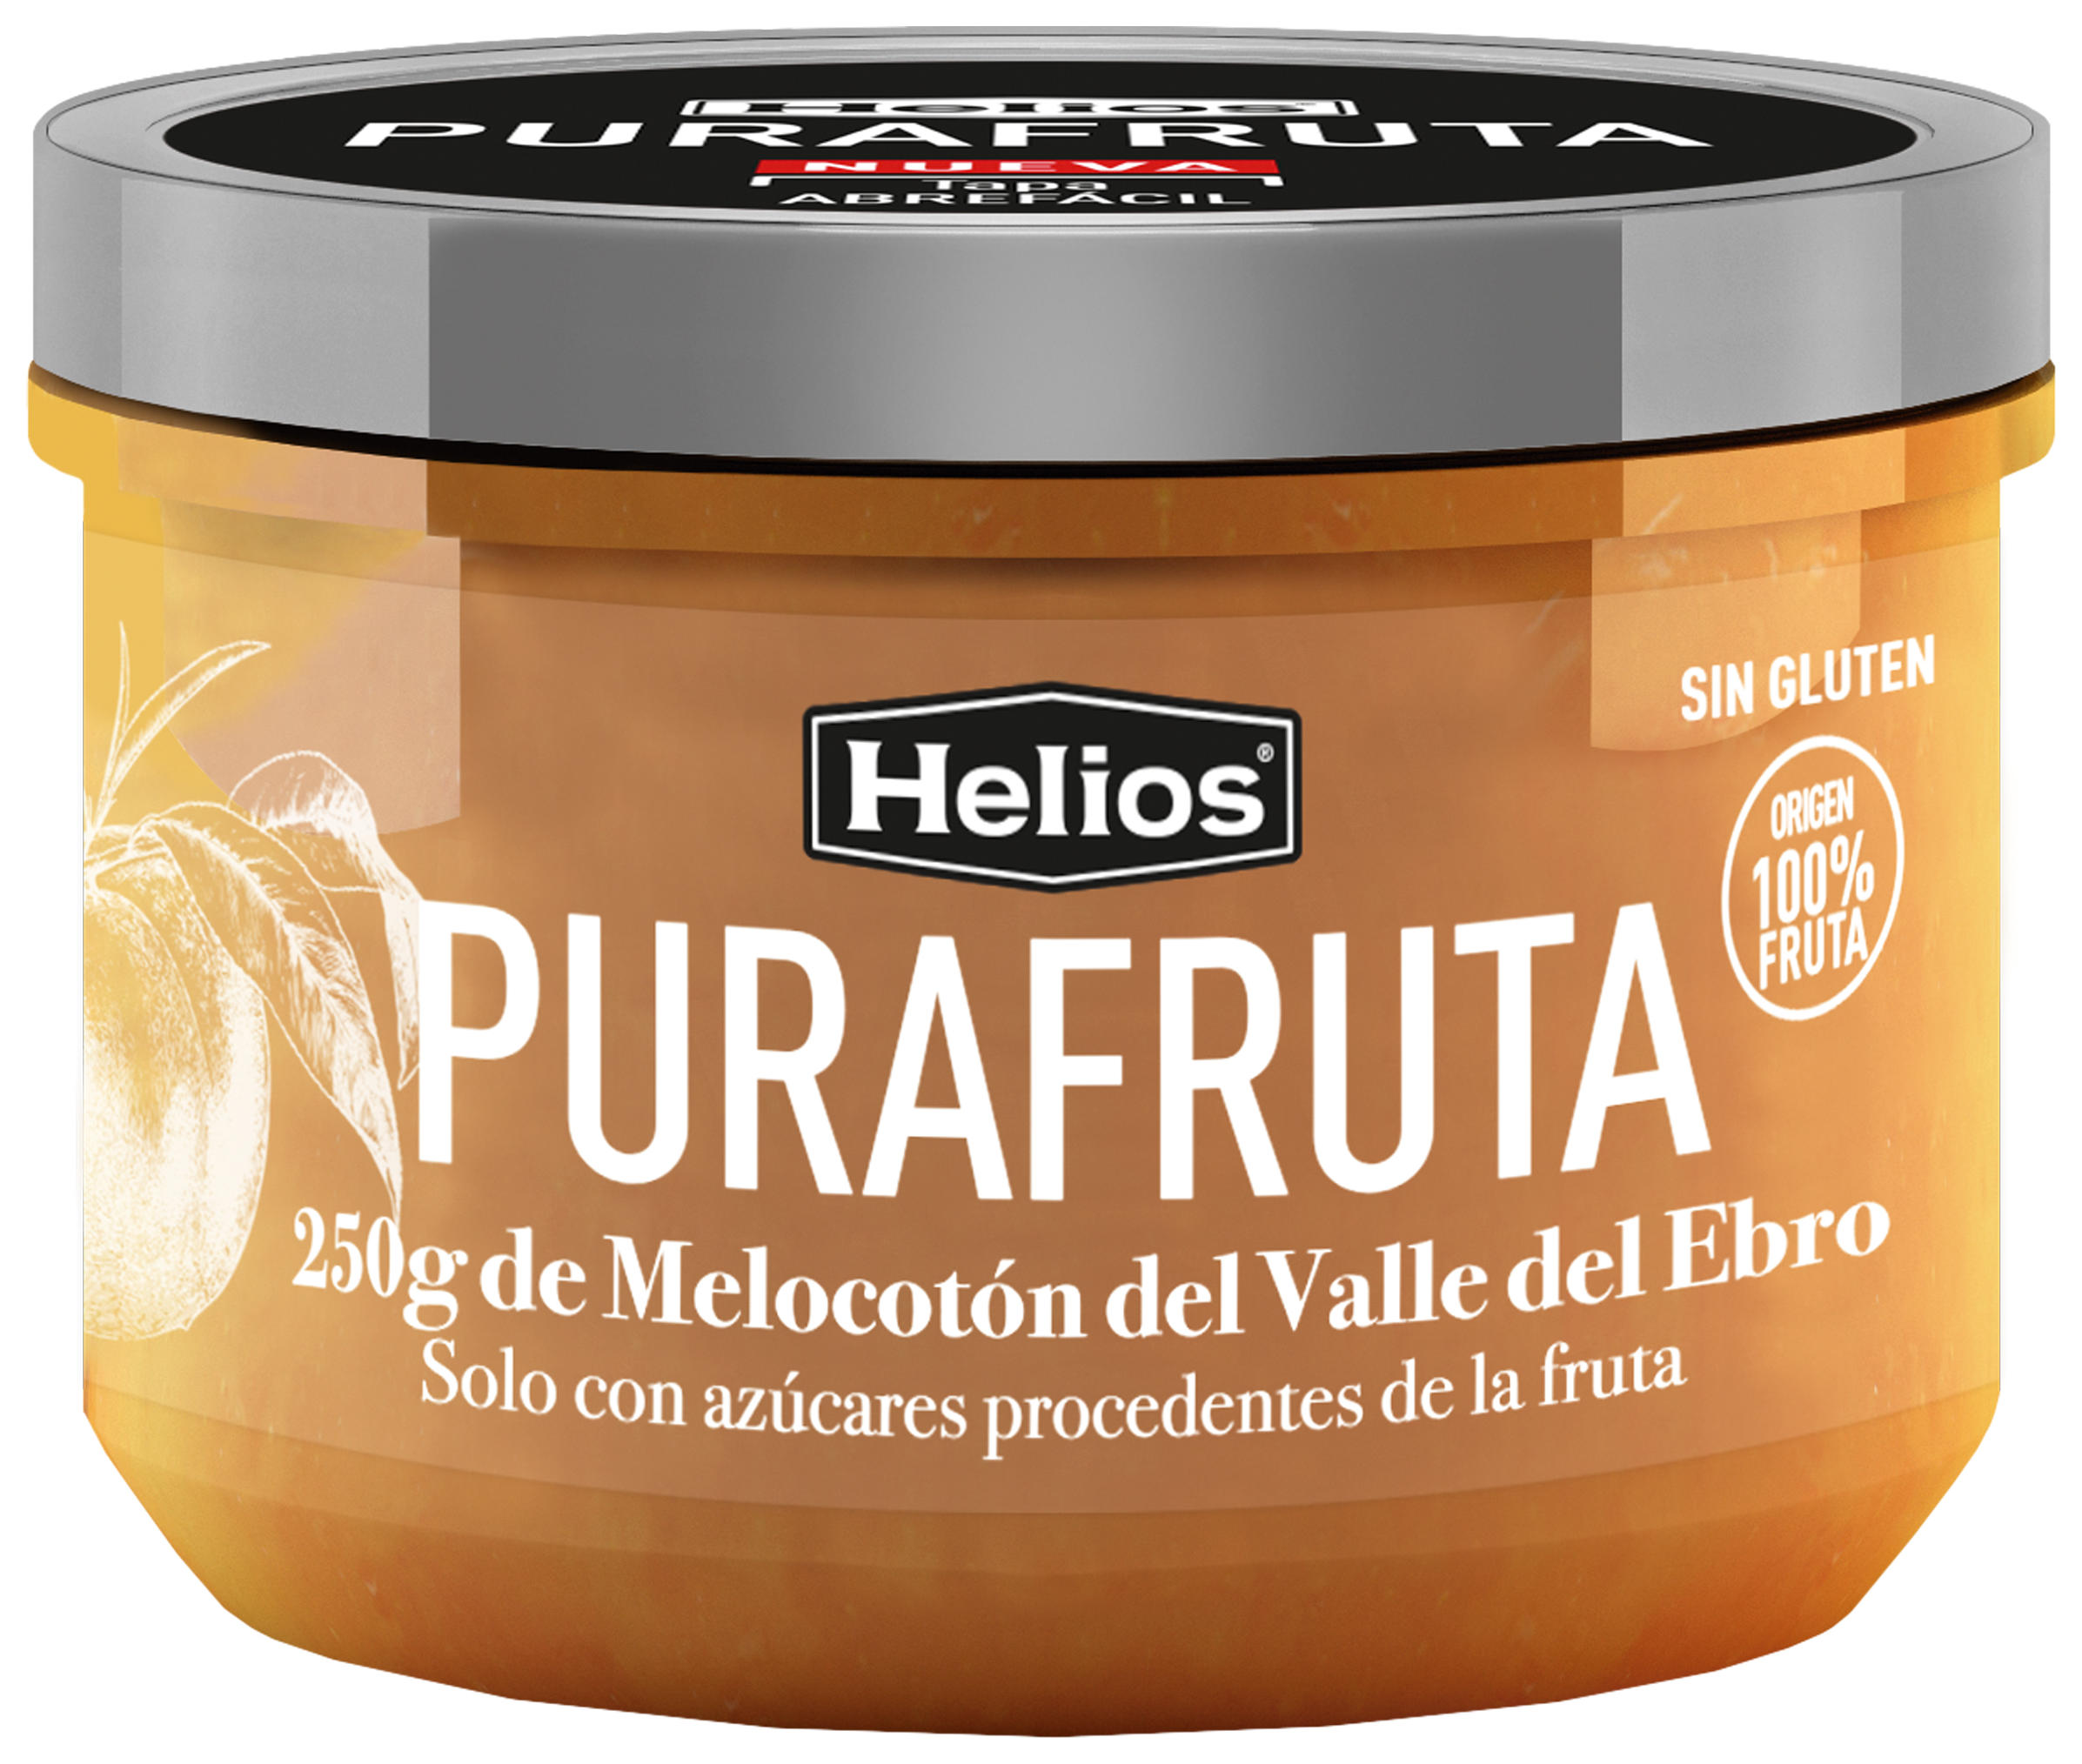 Helios
PURAFRUTA
NUEVA
Tapa
ABREFÁCIL
SIN GLUTEN
Helios®
ORIGEN
100%
FRUTA
PURAFRUTA
250g de Melocotón del Valle del Ebro
Solo con azúcares procedentes de la fruta